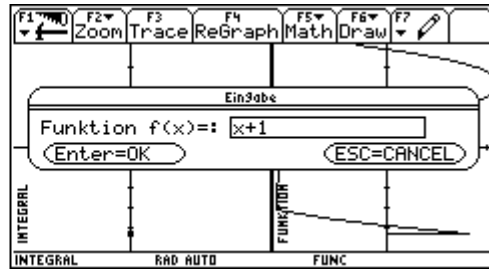 F1 F2 F3 F4 F5 F6 F7
Zoom Trace ReGraph Math Draw
Eingabe
Funktion f(x)=: x+1
Enter=OK ESC=CANCEL
INTEGRAL FUNKTION
INTEGRAL RAD AUTO FUNC